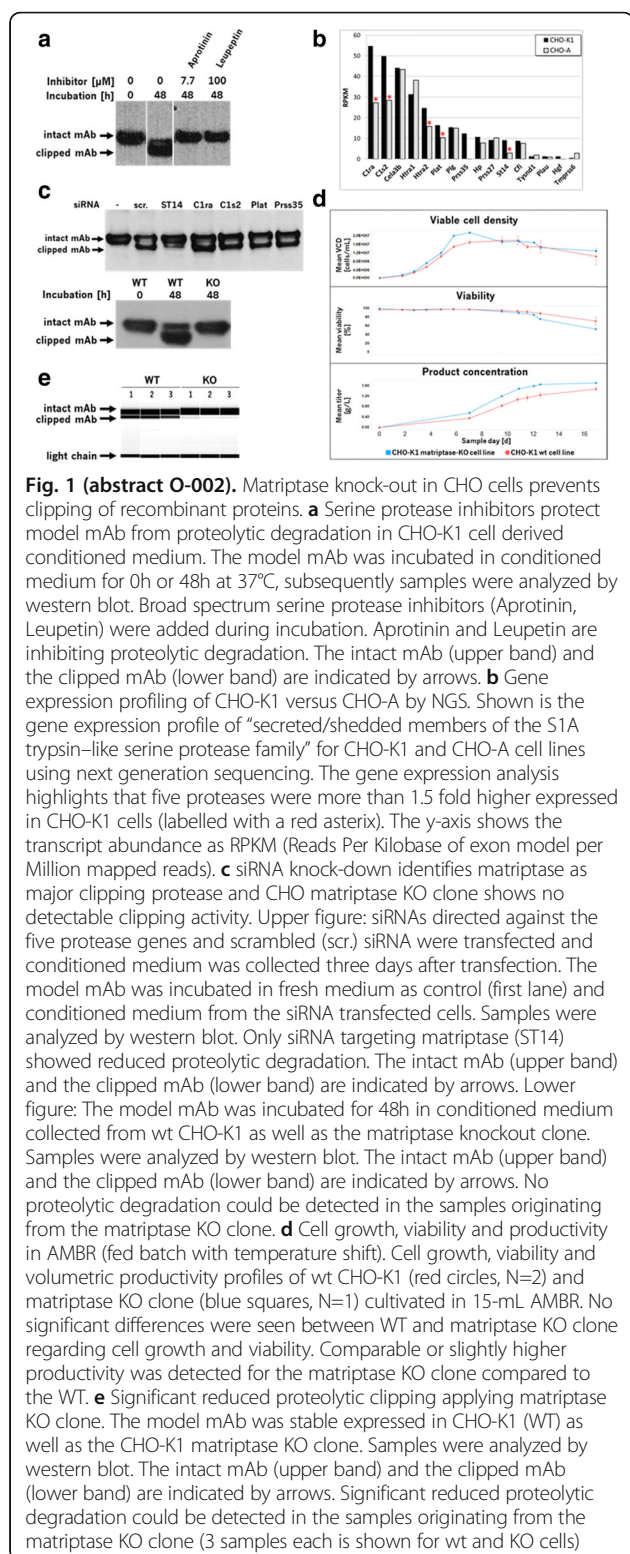 a
Aprotinin
Leupeptin
Inhibitor [µM] 0 0 7.7 100
Incubation [h] 0 48 48 48
intact mAb
clipped mAb
b
CHO-K1
CHO-A
RPKM
60
50
40
30
20
10
0
C1ra
C1s2
Cela3b
Htra1
Htra2
Plat
Plg
Prss35
Hp
Prss27
St14
Cfi
Tysnd1
Plau
Hgf
Tmprss6
c
siRNA - scr. ST14 C1ra C1s2 Plat Prss35
intact mAb
clipped mAb
WT WT KO
Incubation [h] 0 48 48
intact mAb
clipped mAb
d
Viable cell density
Mean VCD
[cells/mL]
Viability
Mean viability
[%]
Product concentration
Mean titer
[g/L]
0 2 4 6 8 10 12 14 16
Sample day [d]
CHO-K1 matriptase-KO cell line
CHO-K1 wt cell line
e
WT KO
1 2 3 1 2 3
intact mAb
clipped mAb
light chain
Fig. 1 (abstract O-002). Matriptase knock-out in CHO cells prevents
clipping of recombinant proteins. a Serine protease inhibitors protect
model mAb from proteolytic degradation in CHO-K1 cell derived
conditioned medium. The model mAb was incubated in conditioned
medium for 0h or 48h at 37°C, subsequently samples were analyzed by
western blot. Broad spectrum serine protease inhibitors (Aprotinin,
Leupetin) were added during incubation. Aprotinin and Leupetin are
inhibiting proteolytic degradation. The intact mAb (upper band) and
the clipped mAb (lower band) are indicated by arrows. b Gene
expression profiling of CHO-K1 versus CHO-A by NGS. Shown is the
gene expression profile of “secreted/shedded members of the S1A
trypsin–like serine protease family” for CHO-K1 and CHO-A cell lines
using next generation sequencing. The gene expression analysis
highlights that five proteases were more than 1.5 fold higher expressed
in CHO-K1 cells (labelled with a red asterix). The y-axis shows the
transcript abundance as RPKM (Reads Per Kilobase of exon model per
Million mapped reads). c siRNA knock-down identifies matriptase as
major clipping protease and CHO matriptase KO clone shows no
detectable clipping activity. Upper figure: siRNAs directed against the
five protease genes and scrambled (scr.) siRNA were transfected and
conditioned medium was collected three days after transfection. The
model mAb was incubated in fresh medium as control (first lane) and
conditioned medium from the siRNA transfected cells. Samples were
analyzed by western blot. Only siRNA targeting matriptase (ST14)
showed reduced proteolytic degradation. The intact mAb (upper band)
and the clipped mAb (lower band) are indicated by arrows. Lower
figure: The model mAb was incubated for 48h in conditioned medium
collected from wt CHO-K1 as well as the matriptase knockout clone.
Samples were analyzed by western blot. The intact mAb (upper band)
and the clipped mAb (lower band) are indicated by arrows. No
proteolytic degradation could be detected in the samples originating
from the matriptase KO clone. d Cell growth, viability and productivity
in AMBR (fed batch with temperature shift). Cell growth, viability and
volumetric productivity profiles of wt CHO-K1 (red circles, N=2) and
matriptase KO clone (blue squares, N=1) cultivated in 15-mL AMBR. No
significant differences were seen between WT and matriptase KO clone
regarding cell growth and viability. Comparable or slightly higher
productivity was detected for the matriptase KO clone compared to
the WT. e Significant reduced proteolytic clipping applying matriptase
KO clone. The model mAb was stable expressed in CHO-K1 (WT) as
well as the CHO-K1 matriptase KO clone. Samples were analyzed by
western blot. The intact mAb (upper band) and the clipped mAb
(lower band) are indicated by arrows. Significant reduced proteolytic
degradation could be detected in the samples originating from the
matriptase KO clone (3 samples each is shown for wt and KO cells)